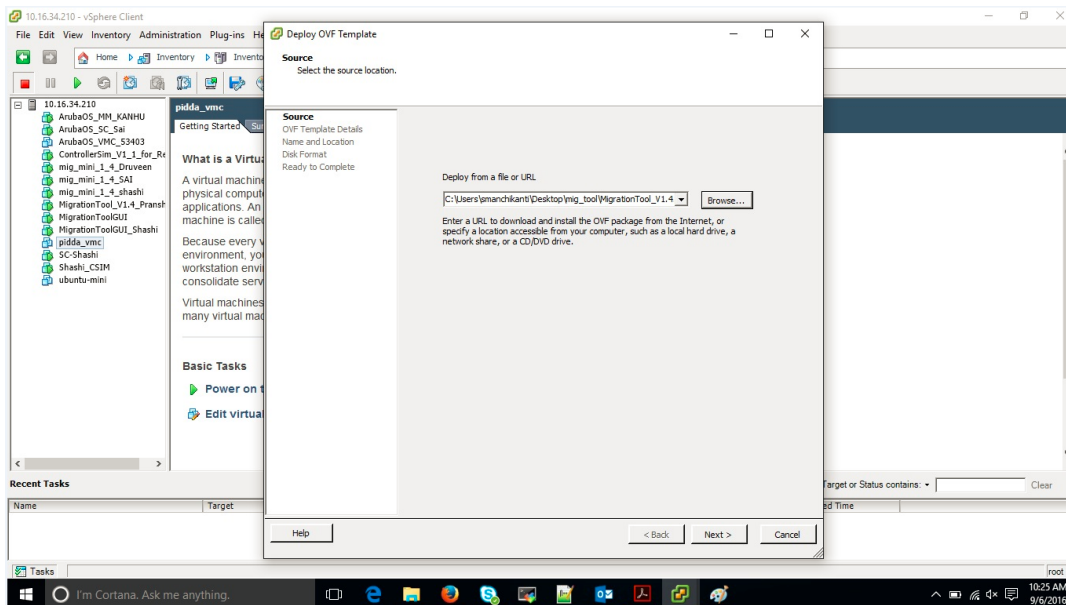 10.16.34.210 - vSphere Client
File Edit View Inventory Administration Plug-ins He
Home Inventory Invento
10.16.34.210
ArubaOS_MM_KANHU
ArubaOS_SC_Sai
ArubaOS_VMC_53403
ControllerSim_V1_1_for_Re
mig_mini_1_4_Druveen
mig_mini_1_4_SAI
mig_mini_1_4_shashi
MigrationTool_V1.4_Pransh
MigrationToolGUI
MigrationToolGUI_Shashi
pidda_vmc
SC-Shashi
Shashi_CSIM
ubuntu-mini
pidda_vmc
Getting Started Su
What is a Virtua
A virtual machine
physical compute
applications. An
machine is called
Because every v
environment, you
workstation envi
consolidate serv
Virtual machines
many virtual mac
Basic Tasks
Power on t
Edit virtual
Deploy OVF Template
Source
Select the source location.
Source
OVF Template Details
Name and Location
Disk Format
Ready to Complete
Deploy from a file or URL
C:\Users\smanchikanti\Desktop\mig_tool\MigrationTool_V1.4
Browse...
Enter a URL to download and install the OVF package from the Internet, or
specify a location accessible from your computer, such as a local hard drive, a
network share, or a CD/DVD drive.
Help < Back Next > Cancel
Recent Tasks
Target or Status contains: Clear
Name Target ed Time
Tasks root
I'm Cortana. Ask me anything.
10:25 AM
9/6/2016